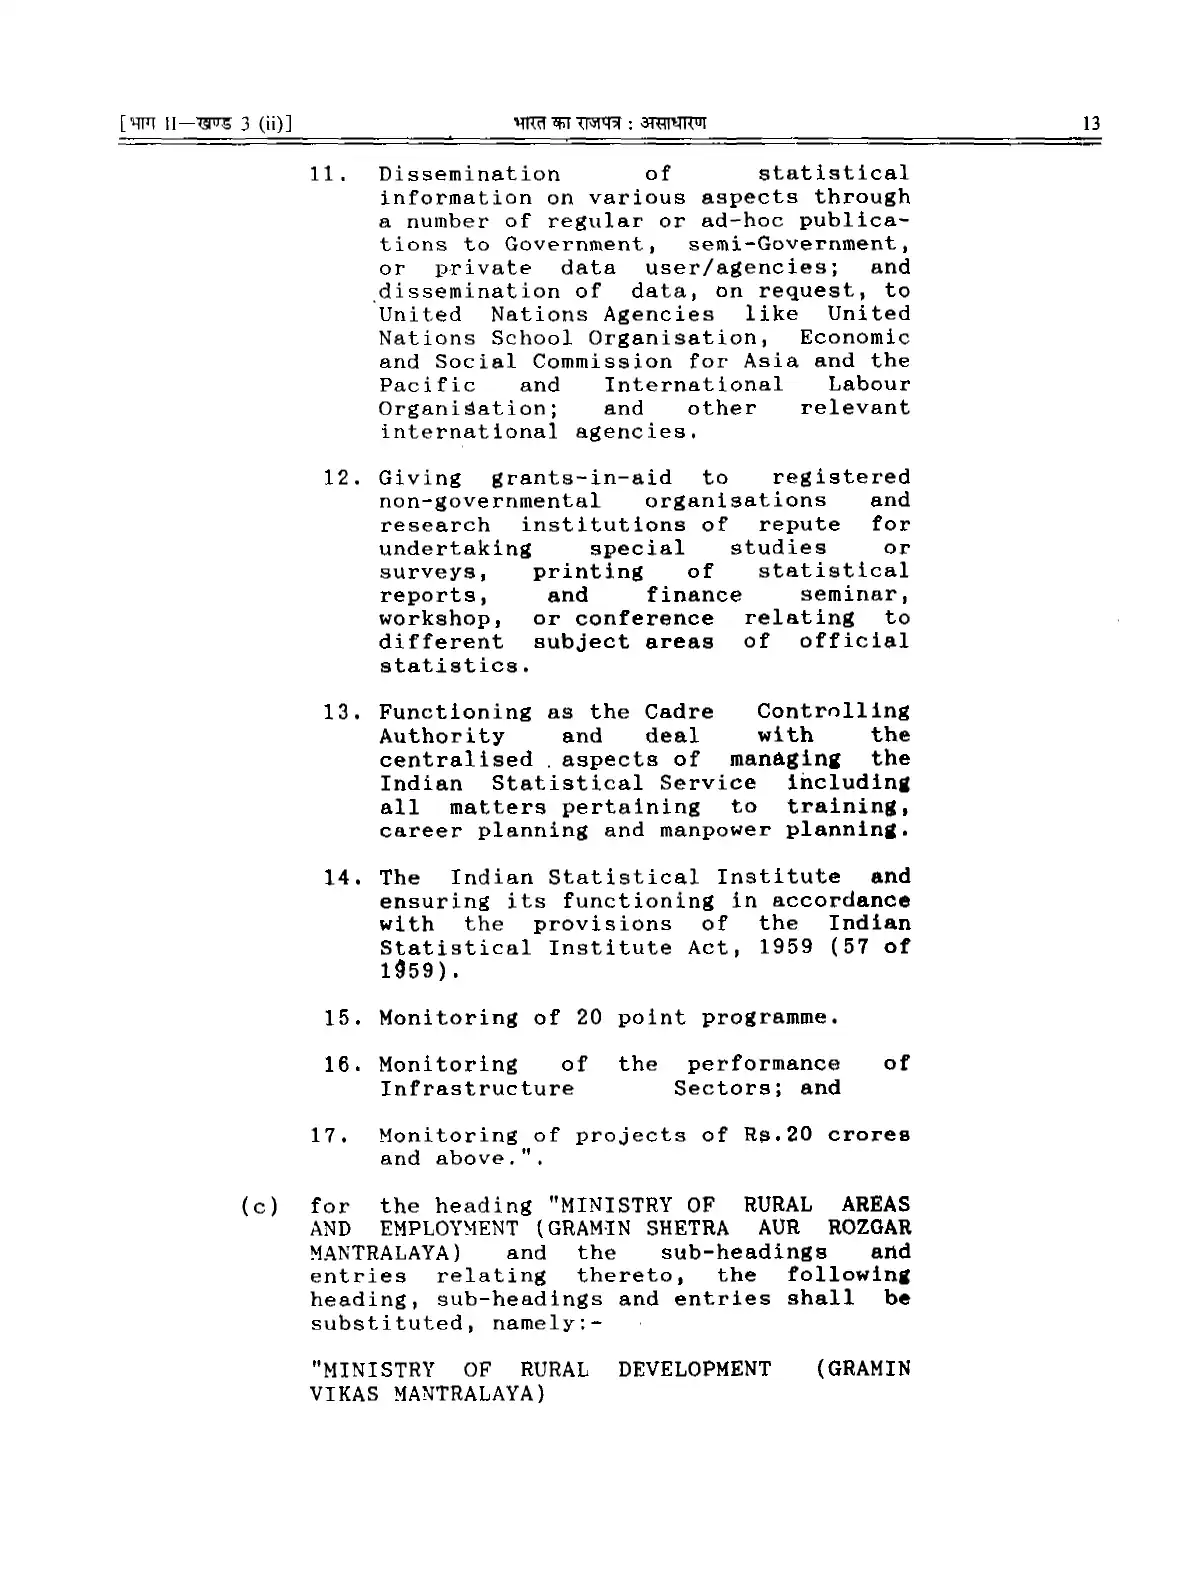 [भाग II—खण्ड 3 (ii)] भारत का राजपत्र : असाधारण 13
11. Dissemination of statistical
information on various aspects through
a number of regular or ad-hoc publica-
tions to Government, semi-Government,
or private data user/agencies; and
dissemination of data, on request, to
United Nations Agencies like United
Nations School Organisation, Economic
and Social Commission for Asia and the
Pacific and International Labour
Organisation; and other relevant
international agencies.
12. Giving grants-in-aid to registered
non-governmental organisations and
research institutions of repute for
undertaking special studies or
surveys, printing of statistical
reports, and finance seminar,
workshop, or conference relating to
different subject areas of official
statistics.
13. Functioning as the Cadre Controlling
Authority and deal with the
centralised aspects of managing the
Indian Statistical Service including
all matters pertaining to training,
career planning and manpower planning.
14. The Indian Statistical Institute and
ensuring its functioning in accordance
with the provisions of the Indian
Statistical Institute Act, 1959 (57 of
1959).
15. Monitoring of 20 point programme.
16. Monitoring of the performance of
Infrastructure Sectors; and
17. Monitoring of projects of Rs.20 crores
and above.".
(c) for the heading "MINISTRY OF RURAL AREAS
AND EMPLOYMENT (GRAMIN SHETRA AUR ROZGAR
MANTRALAYA) and the sub-headings and
entries relating thereto, the following
heading, sub-headings and entries shall be
substituted, namely:-
"MINISTRY OF RURAL DEVELOPMENT (GRAMIN
VIKAS MANTRALAYA)